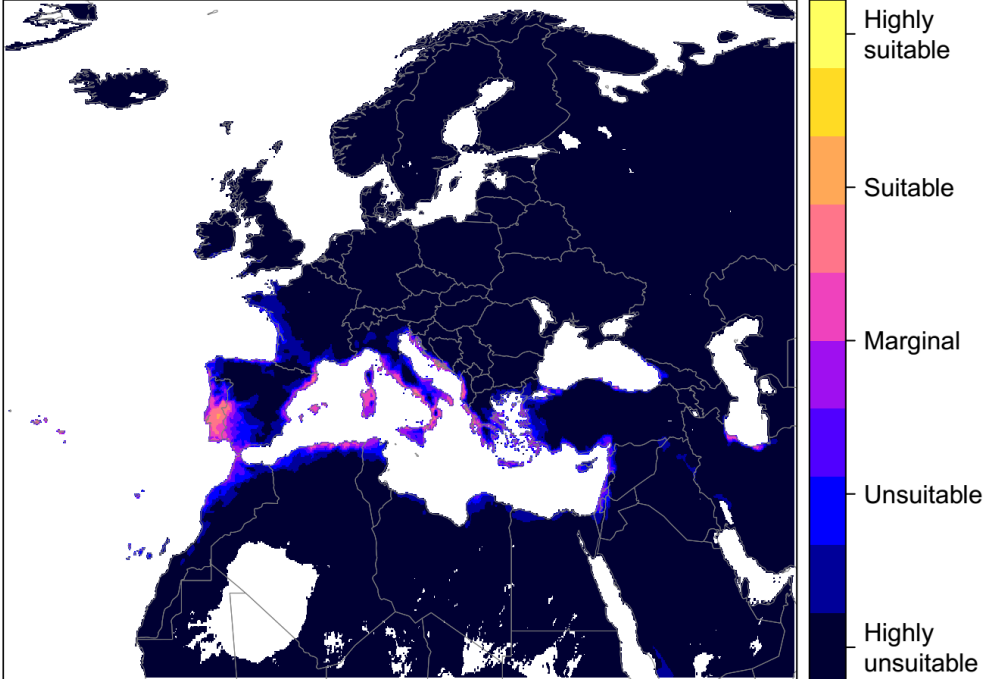 Highly
suitable
Suitable
Marginal
Unsuitable
Highly
unsuitable